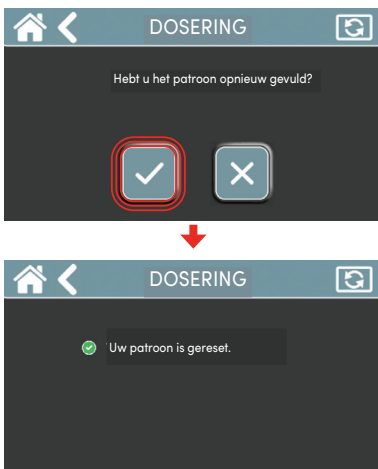 DOSERING
Hebt u het patroon opnieuw gevuld?
DOSERING
Uw patroon is gereset.